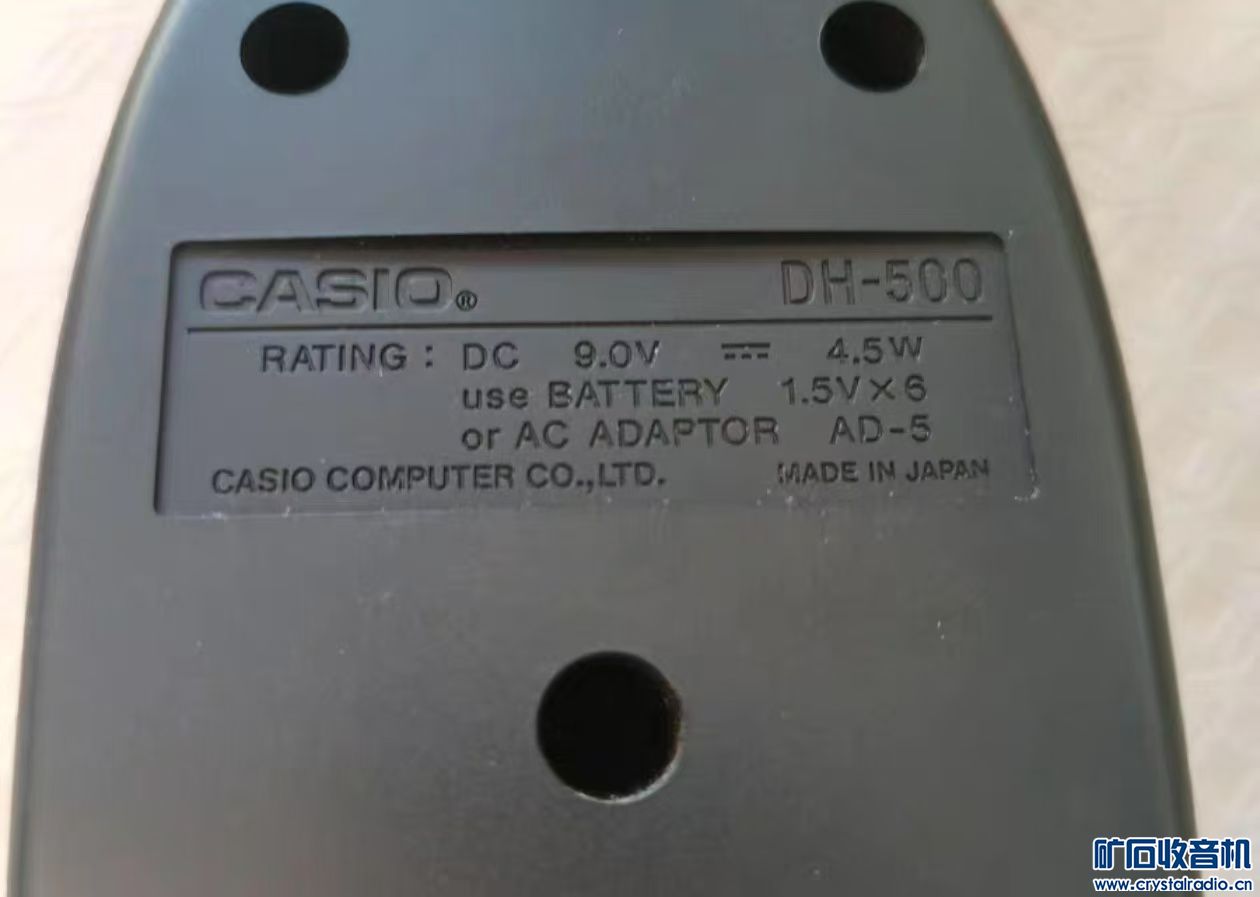 CASIO® DH-500
RATING : DC 9.0V ⎓ 4.5W
use BATTERY 1.5V×6
or AC ADAPTOR AD-5
CASIO COMPUTER CO.,LTD. MADE IN JAPAN
矿石收音机
www.crystalradio.cn